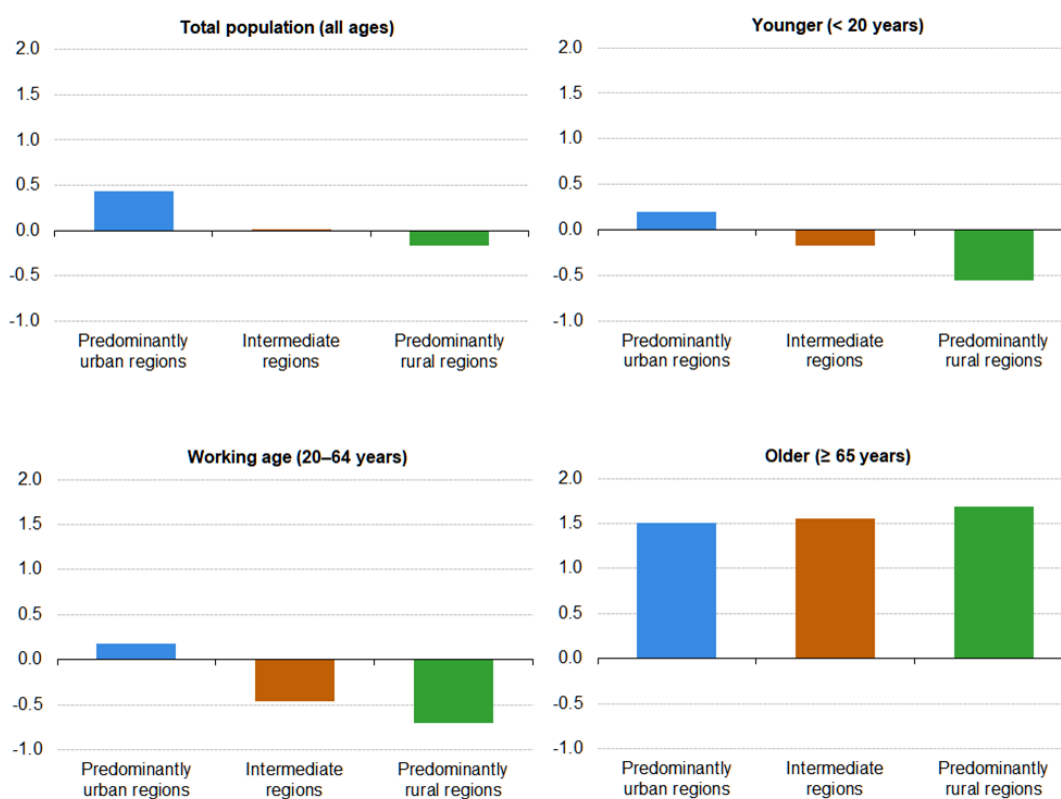 Total population (all ages)
2.0
1.5
1.0
0.5
0.0
-0.5
-1.0
Predominantly
urban regions
Intermediate
regions
Predominantly
rural regions
Younger (< 20 years)
2.0
1.5
1.0
0.5
0.0
-0.5
-1.0
Predominantly
urban regions
Intermediate
regions
Predominantly
rural regions
Working age (20–64 years)
2.0
1.5
1.0
0.5
0.0
-0.5
-1.0
Predominantly
urban regions
Intermediate
regions
Predominantly
rural regions
Older (≥ 65 years)
2.0
1.5
1.0
0.5
0.0
-0.5
-1.0
Predominantly
urban regions
Intermediate
regions
Predominantly
rural regions